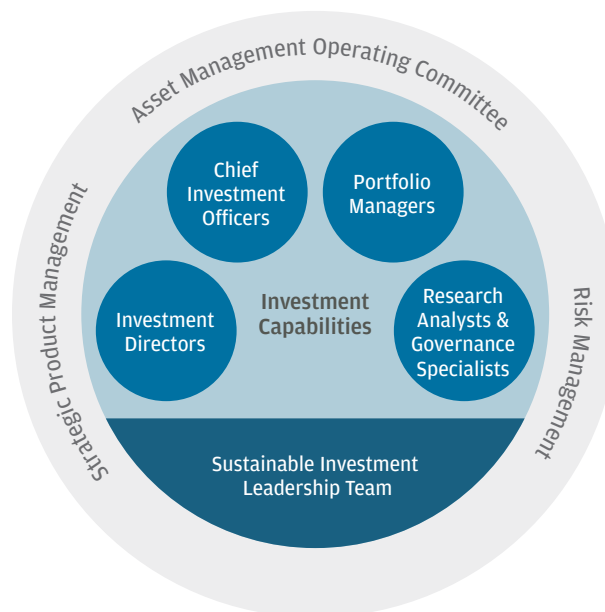 Asset Management Operating Committee
Strategic Product Management
Risk Management
Chief
Investment
Officers
Portfolio
Managers
Investment
Directors
Investment
Capabilities
Research
Analysts &
Governance
Specialists
Sustainable Investment
Leadership Team